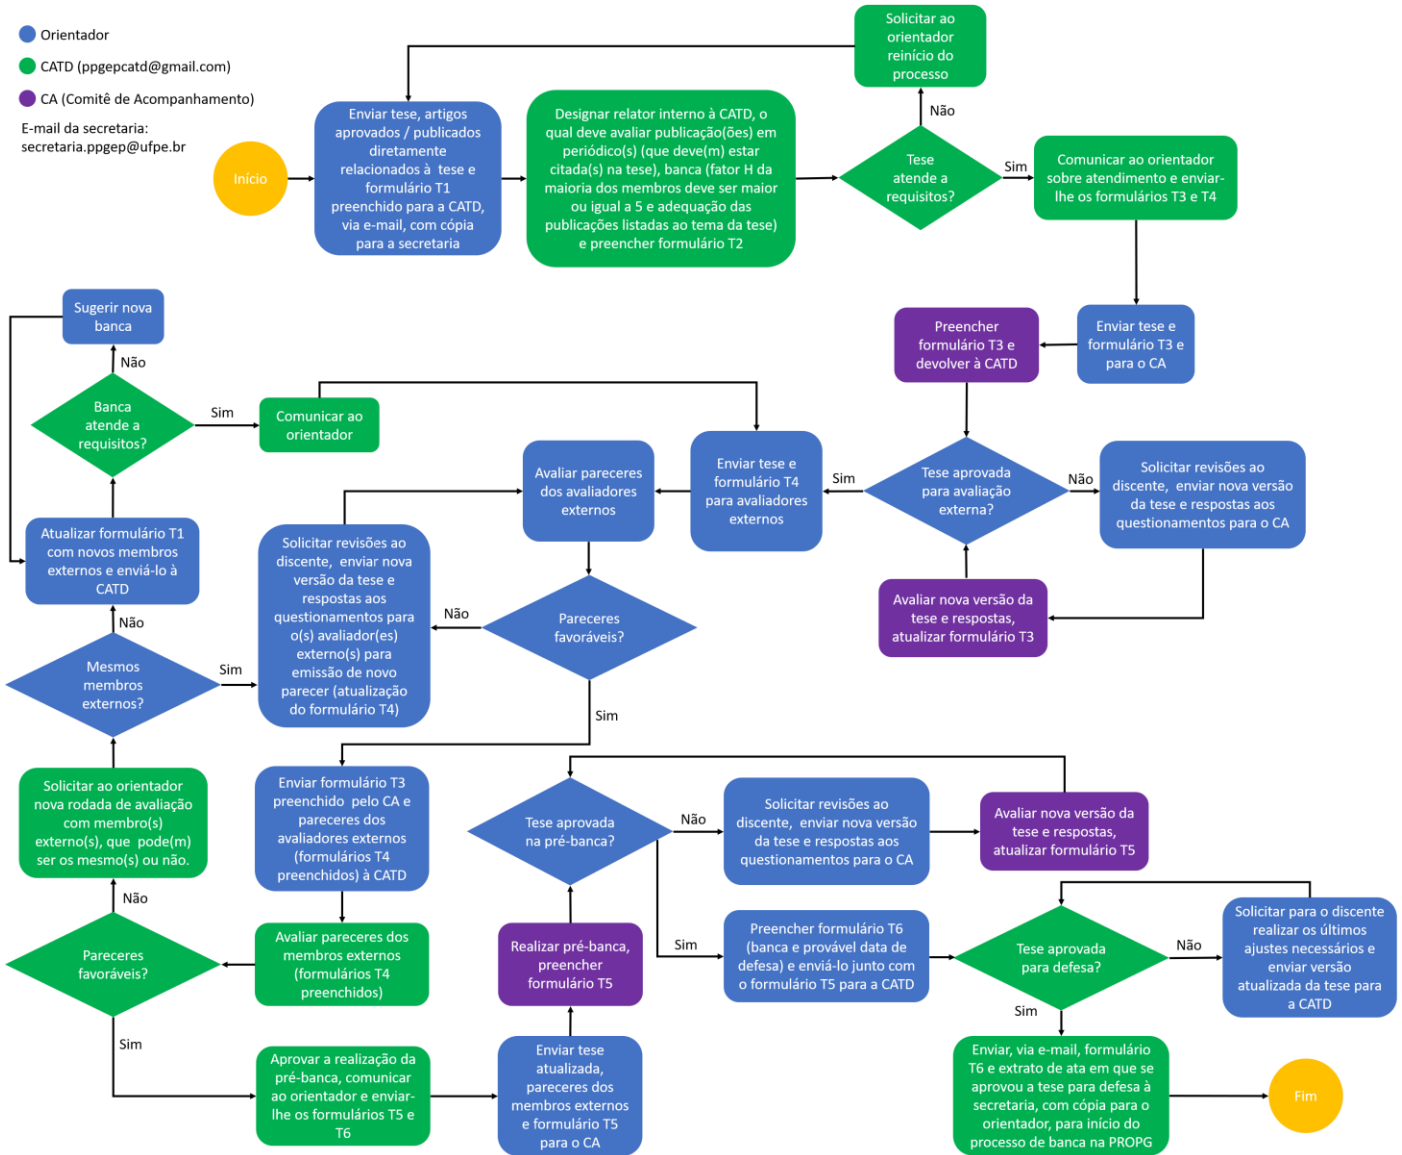 Orientador
CATD (ppgepcatd@gmail.com)
CA (Comitê de Acompanhamento)
E-mail da secretaria:
secretaria.ppgep@ufpe.br
Início
Enviar tese, artigos
aprovados / publicados
diretamente
relacionados à tese e
formulário T1
preenchido para a CATD,
via e-mail, com cópia
para a secretaria
Designar relator interno à CATD, o
qual deve avaliar publicação(ões) em
periódico(s) (que deve(m) estar
citada(s) na tese), banca (fator H da
maioria dos membros deve ser maior
ou igual a 5 e adequação das
publicações listadas ao tema da tese)
e preencher formulário T2
Solicitar ao
orientador
reinício do
processo
Não
Tese
atende a
requisitos?
Sim
Comunicar ao orientador
sobre atendimento e enviar-
lhe os formulários T3 e T4
Enviar tese e
formulário T3 e
para o CA
Preencher
formulário T3 e
devolver à CATD
Tese aprovada
para avaliação
externa?
Não
Solicitar revisões ao
discente, enviar nova versão
da tese e respostas aos
questionamentos para o CA
Avaliar nova versão da
tese e respostas,
atualizar formulário T3
Sim
Enviar tese e
formulário T4
para avaliadores
externos
Avaliar pareceres
dos avaliadores
externos
Pareceres
favoráveis?
Não
Solicitar revisões ao
discente, enviar nova
versão da tese e
respostas aos
questionamentos para
o(s) avaliador(es)
externo(s) para
emissão de novo
parecer (atualização
do formulário T4)
Sim
Sugerir nova
banca
Não
Banca
atende a
requisitos?
Sim
Comunicar ao
orientador
Atualizar formulário T1
com novos membros
externos e enviá-lo à
CATD
Não
Mesmos
membros
externos?
Sim
Solicitar ao orientador
nova rodada de avaliação
com membro(s)
externo(s), que pode(m)
ser os mesmo(s) ou não.
Não
Pareceres
favoráveis?
Sim
Enviar formulário T3
preenchido pelo CA e
pareceres dos
avaliadores externos
(formulários T4
preenchidos) à CATD
Avaliar pareceres dos
membros externos
(formulários T4
preenchidos)
Aprovar a realização da
pré-banca, comunicar
ao orientador e enviar-
lhe os formulários T5 e
T6
Enviar tese
atualizada,
pareceres dos
membros externos
e formulário T5
para o CA
Realizar pré-banca,
preencher
formulário T5
Tese aprovada
na pré-banca?
Não
Solicitar revisões ao
discente, enviar nova versão
da tese e respostas aos
questionamentos para o CA
Avaliar nova versão da
tese e respostas,
atualizar formulário T5
Sim
Preencher formulário T6
(banca e provável data de
defesa) e enviá-lo junto com
o formulário T5 para a CATD
Tese aprovada
para defesa?
Não
Solicitar para o discente
realizar os últimos
ajustes necessários e
enviar versão
atualizada da tese para
a CATD
Sim
Enviar, via e-mail, formulário
T6 e extrato de ata em que se
aprovou a tese para defesa à
secretaria, com cópia para o
orientador, para início do
processo de banca na PROPG
Fim